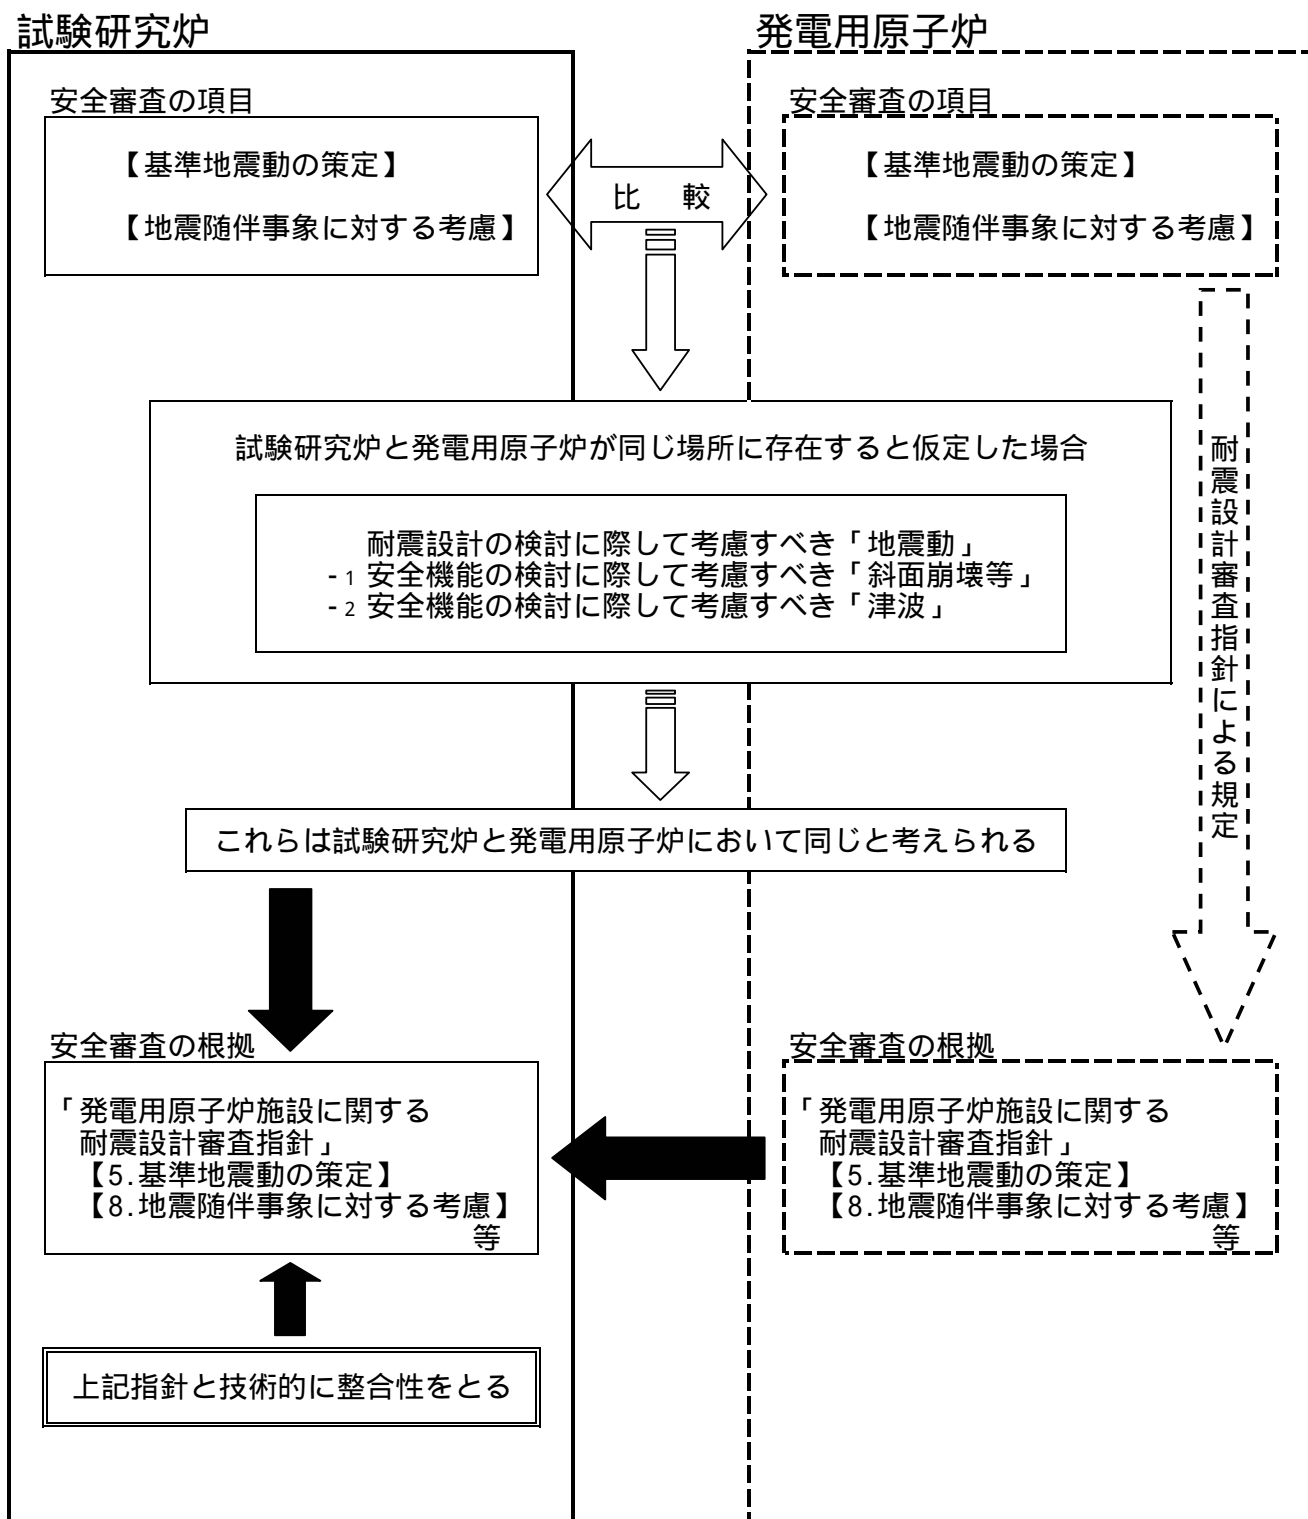 試験研究炉
発電用原子炉
安全審査の項目
【基準地震動の策定】
【地震随伴事象に対する考慮】
比　較
安全審査の項目
【基準地震動の策定】
【地震随伴事象に対する考慮】
試験研究炉と発電用原子炉が同じ場所に存在すると仮定した場合
耐震設計の検討に際して考慮すべき「地震動」
-1 安全機能の検討に際して考慮すべき「斜面崩壊等」
-2 安全機能の検討に際して考慮すべき「津波」
耐震設計審査指針による規定
これらは試験研究炉と発電用原子炉において同じと考えられる
安全審査の根拠
「発電用原子炉施設に関する
耐震設計審査指針」
【5.基準地震動の策定】
【8.地震随伴事象に対する考慮】
等
安全審査の根拠
「発電用原子炉施設に関する
耐震設計審査指針」
【5.基準地震動の策定】
【8.地震随伴事象に対する考慮】
等
上記指針と技術的に整合性をとる